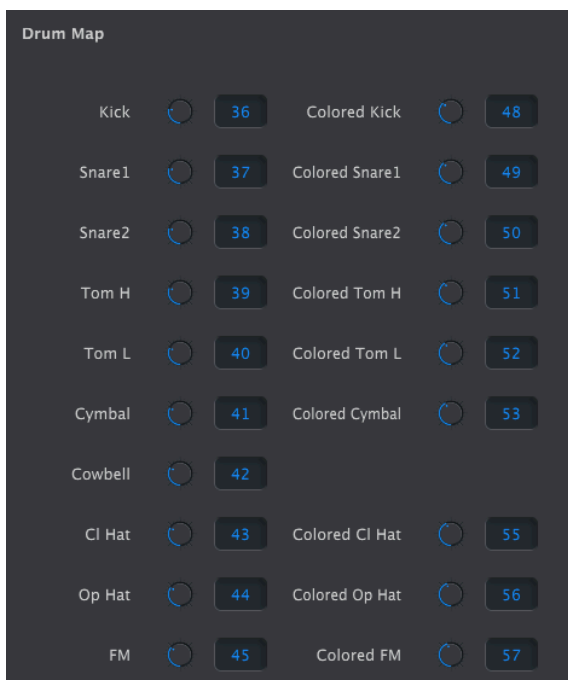 Drum Map
Kick 36 Colored Kick 48
Snare1 37 Colored Snare1 49
Snare2 38 Colored Snare2 50
Tom H 39 Colored Tom H 51
Tom L 40 Colored Tom L 52
Cymbal 41 Colored Cymbal 53
Cowbell 42
Cl Hat 43 Colored Cl Hat 55
Op Hat 44 Colored Op Hat 56
FM 45 Colored FM 57